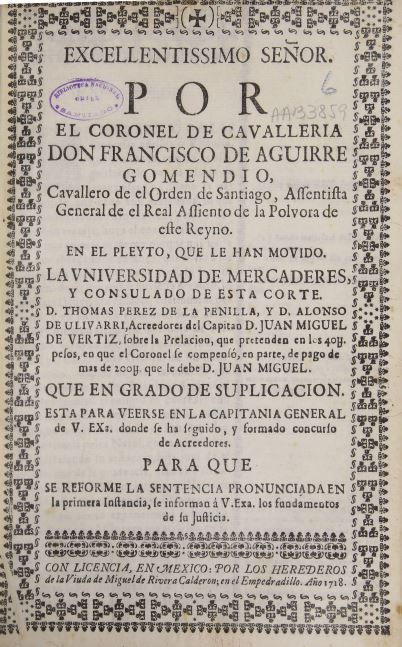 EXCELLENTISSIMO SEÑOR.
6
BIBLIOTECA NACIONAL
CHILE
SANTIAGO
POR
AA133859
EL CORONEL DE CAVALLERIA
DON FRANCISCO DE AGUIRRE
GOMENDIO,
Cavallero de el Orden de Santiago, Assentista
General de el Real Assiento de la Polvora de
este Reyno.
EN EL PLEYTO, QUE LE HAN MOVIDO.
LA VNIVERSIDAD DE MERCADERES,
Y CONSULADO DE ESTA CORTE.
D. THOMAS PEREZ DE LA PENILLA, Y D. ALONSO
DE ULIVARRI, Acreedores del Capitan D. JUAN MIGUEL
DE VERTIZ, sobre la Prelacion, que pretenden en los 40ȳ.
pesos, en que el Coronel se compensó, en parte, de pago de
mas de 200ȳ. que le debe D. JUAN MIGUEL.
QUE EN GRADO DE SUPLICACION.
ESTA PARA VEERSE EN LA CAPITANIA GENERAL
de V. EXa. donde se ha seguido, y formado concurso
de Acreedores.
PARA QUE
SE REFORME LA SENTENCIA PRONUNCIADA EN
la primera Instancia, se informan á V. Exa. los fundamentos
de su Justicia.
CON LICENCIA, EN MEXICO: POR LOS HEREDEROS
de la Viuda de Miguel de Rivera Calderon; en el Empedradillo. Año 1718.